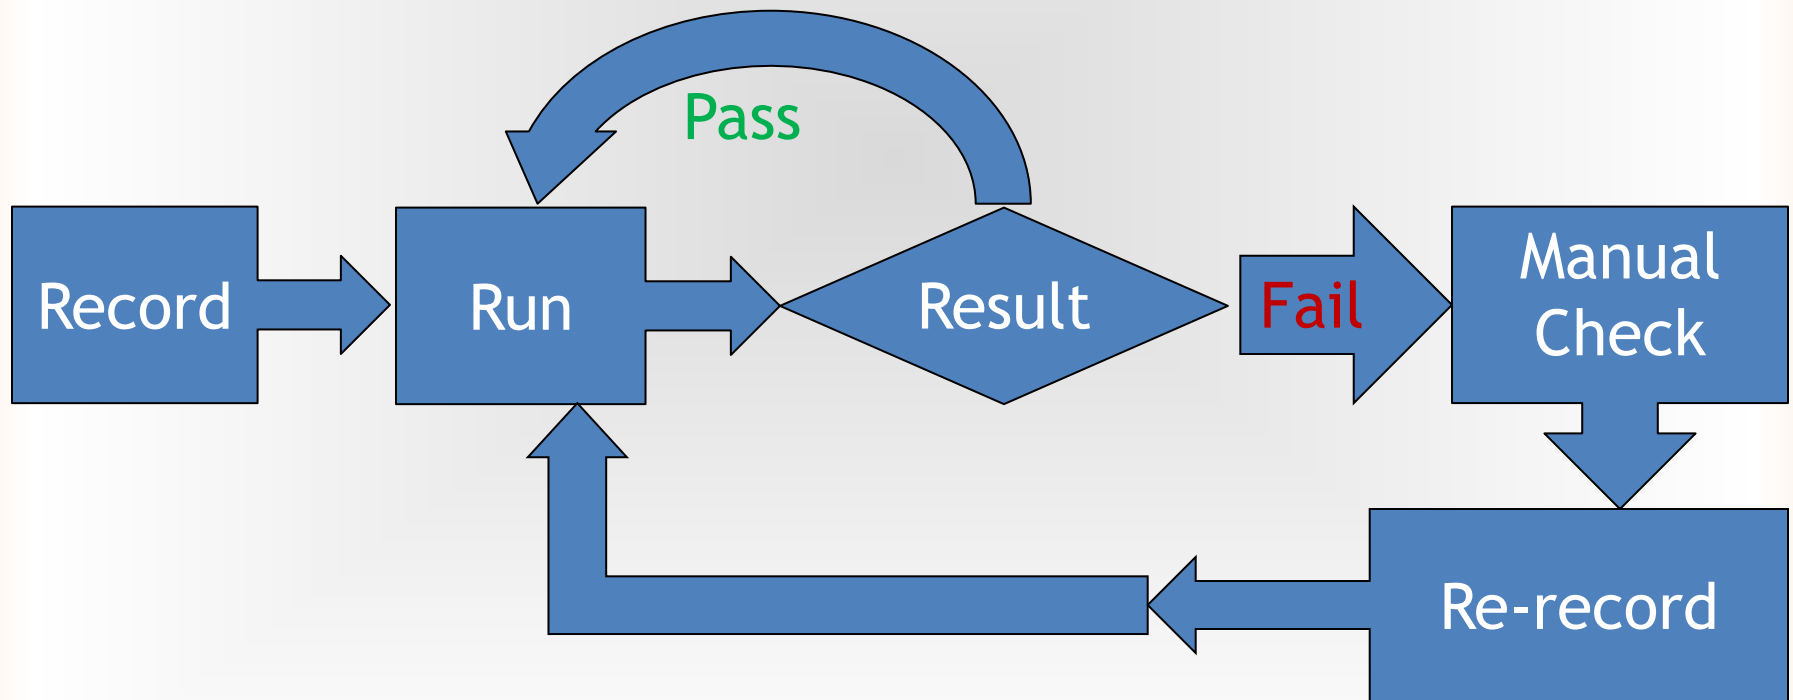 Pass
Record
Run
Result
Fail
Manual
Check
Re-record